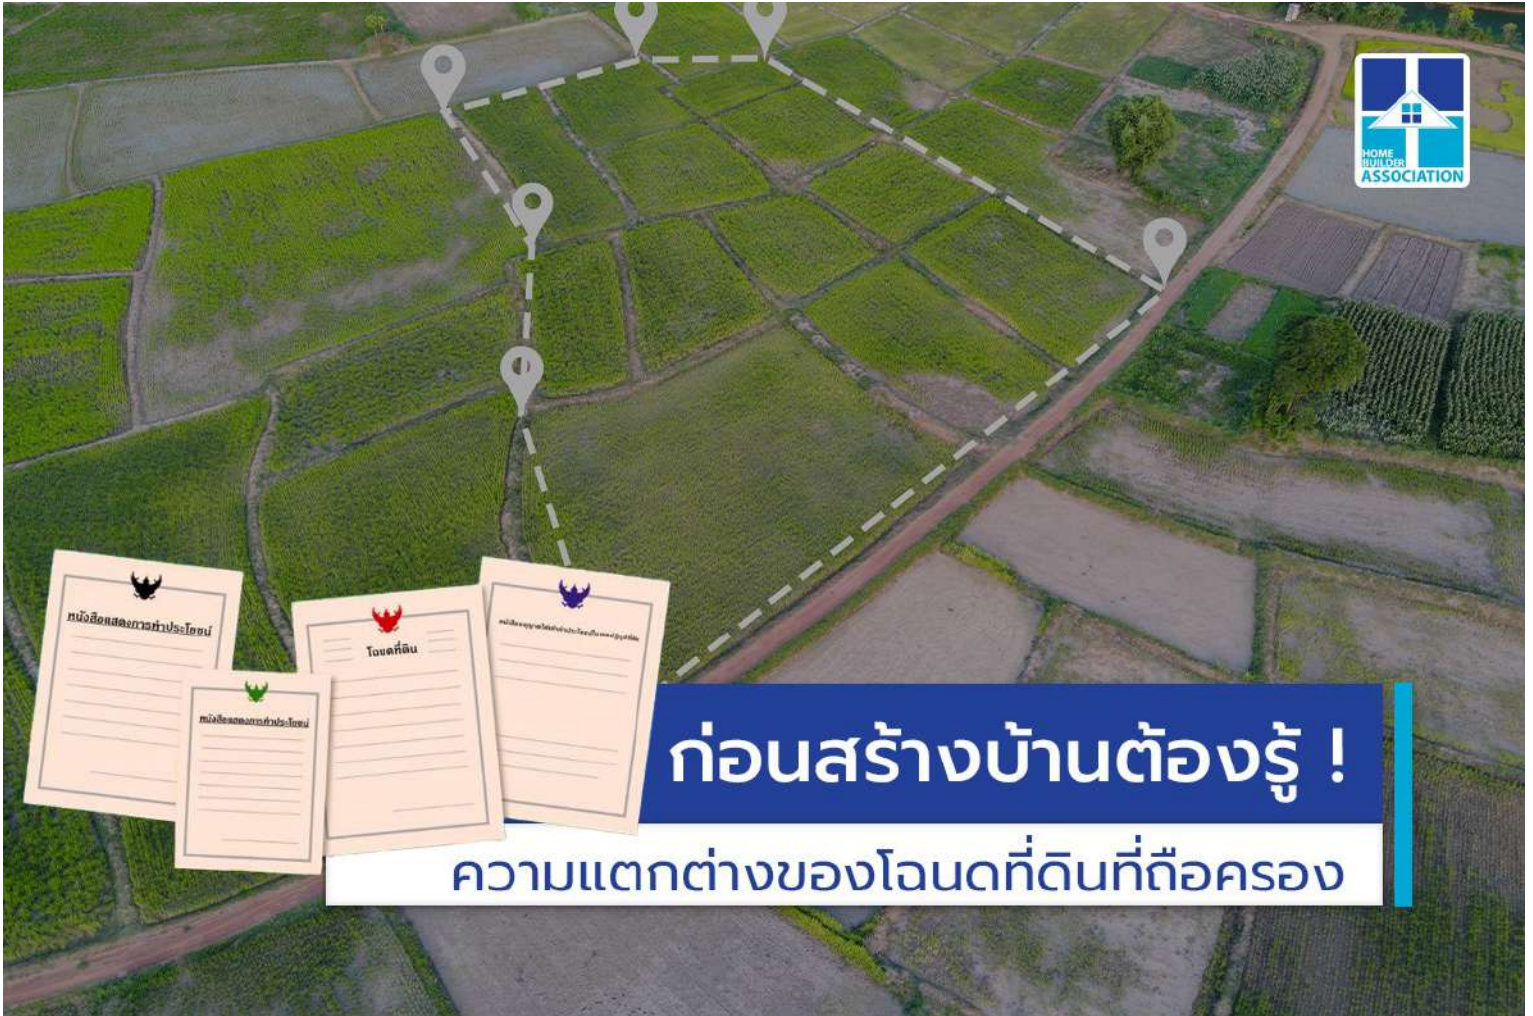 HOME
BUILDER
ASSOCIATION
หนังสือแสดงการทำประโยชน์
โฉนดที่ดิน
หนังสือแสดงการทำประโยชน์
ก่อนสร้างบ้านต้องรู้ !
ความแตกต่างของโฉนดที่ดินที่ถือครอง